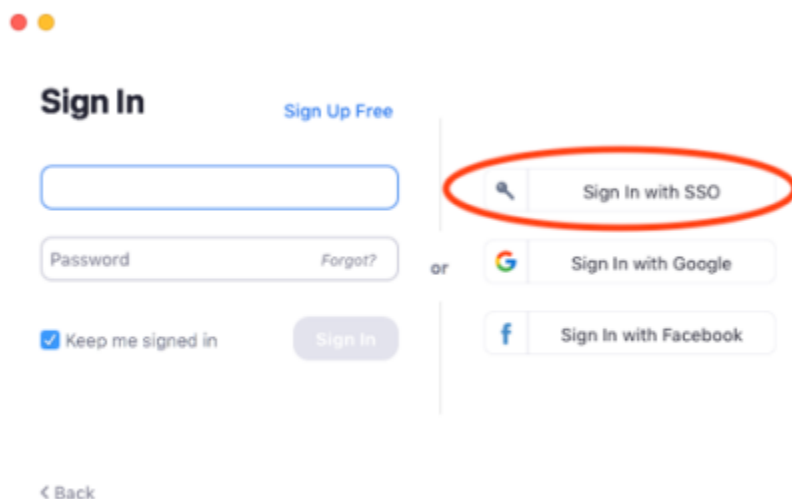 Sign In
Sign Up Free
Password
Forgot?
Keep me signed in
Sign In
or
Sign In with SSO
Sign In with Google
Sign In with Facebook
< Back